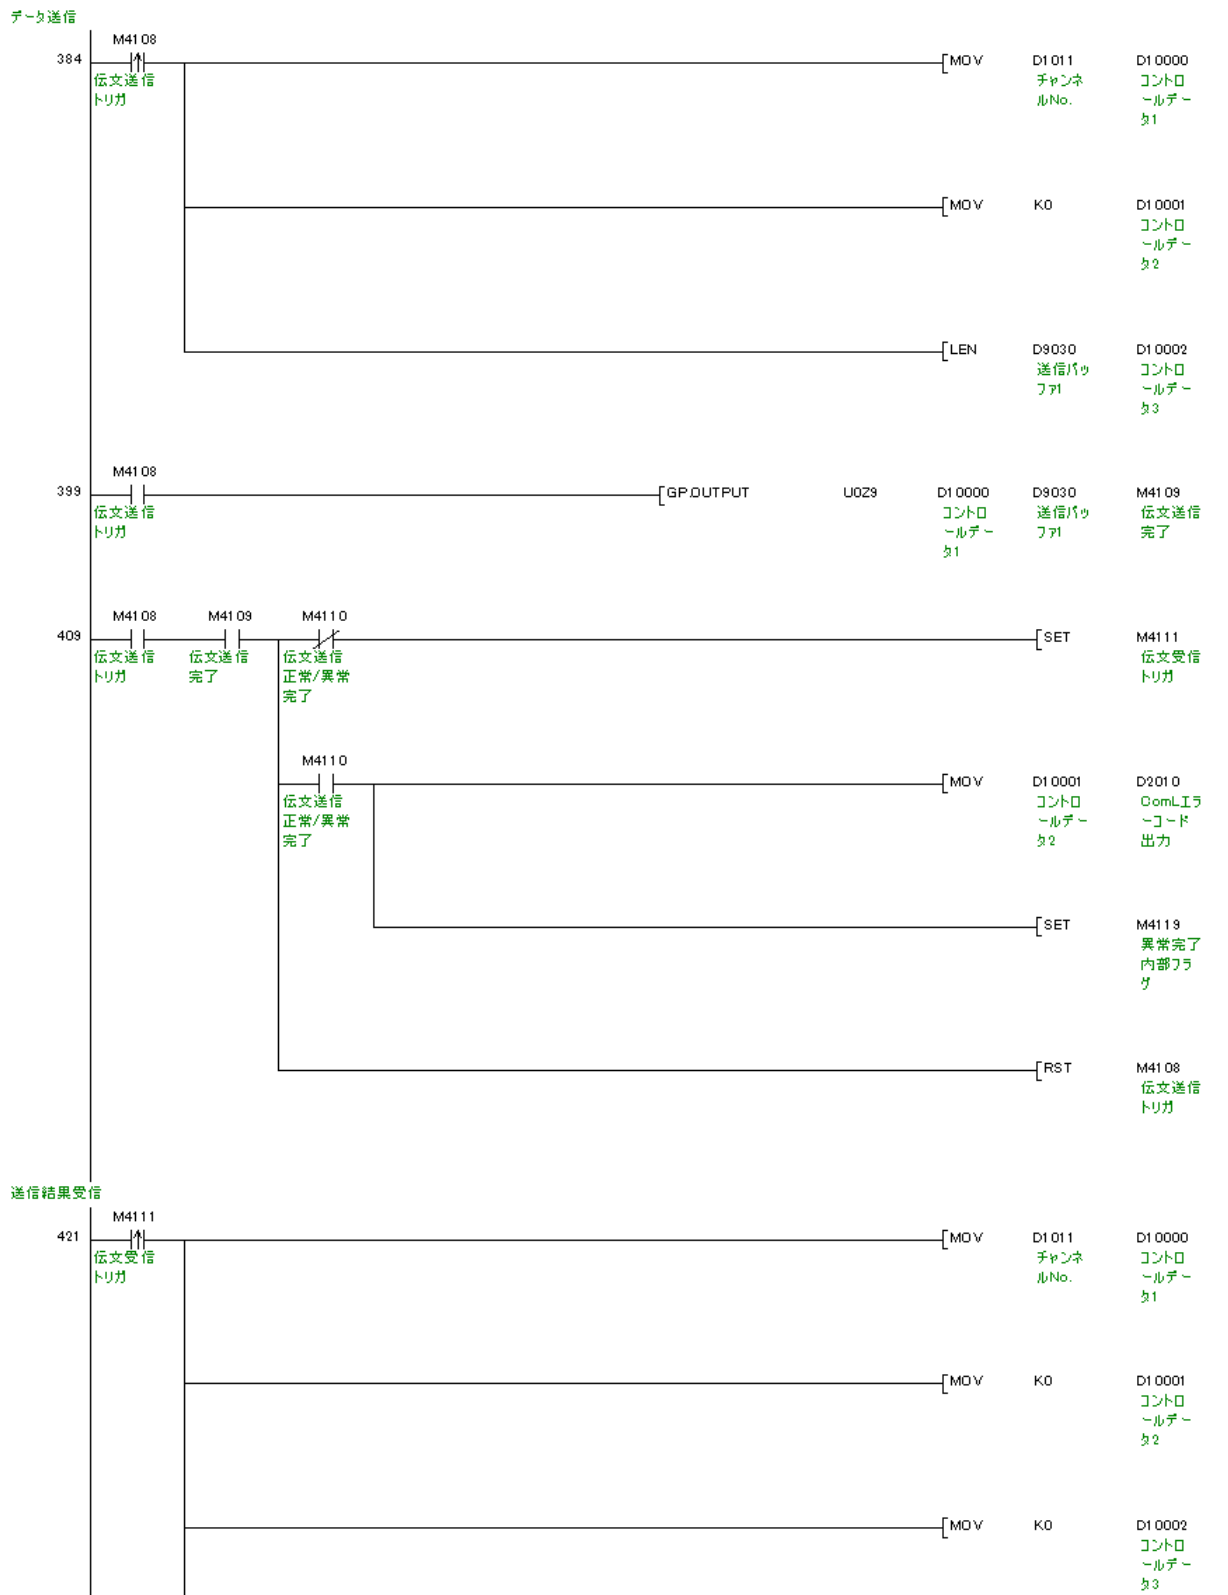 データ送信
M4108
384
MOV D1011 D10000
伝文送信 チャンネ コントロ
トリガ ルNo. ールデー
タ1
MOV K0 D10001
コントロ
ールデー
タ2
LEN D9030 D10002
送信バッ コントロ
ファ1 ールデー
タ3
M4108
399
GP.OUTPUT U0Z9 D10000 D9030 M4109
伝文送信 コントロ 送信バッ 伝文送信
トリガ ールデー ファ1 完了
タ1
M4108 M4109 M4110
409
SET M4111
伝文送信 伝文送信 伝文送信 伝文受信
トリガ 完了 正常/異常 トリガ
完了
M4110
MOV D10001 D2010
伝文送信 コントロ ComLエラ
正常/異常 ールデー ーコード
完了 タ2 出力
SET M4119
異常完了
内部フラ
グ
RST M4108
伝文送信
トリガ
送信結果受信
M4111
421
MOV D1011 D10000
伝文受信 チャンネ コントロ
トリガ ルNo. ールデー
タ1
MOV K0 D10001
コントロ
ールデー
タ2
MOV K0 D10002
コントロ
ールデー
タ3